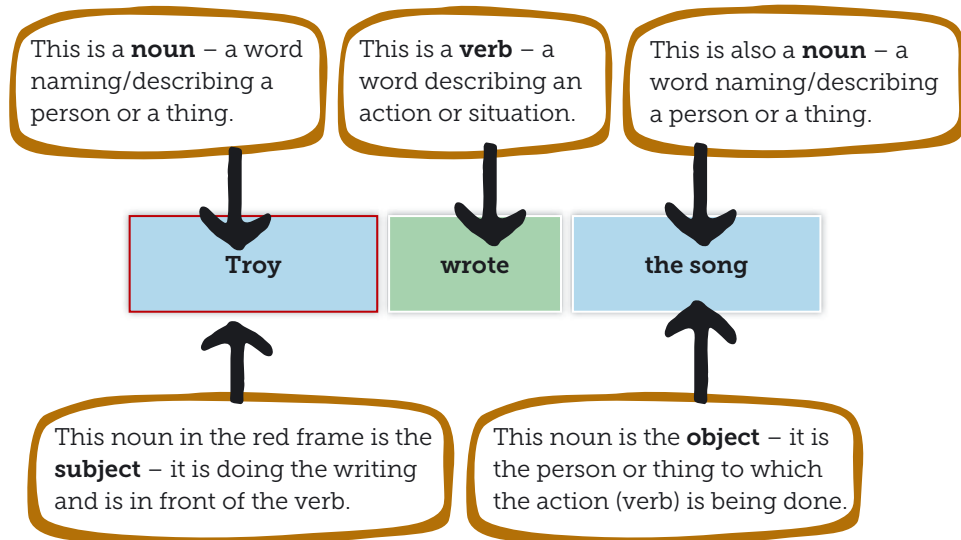 This is a noun – a word
naming/describing a
person or a thing.
This is a verb – a
word describing an
action or situation.
This is also a noun – a
word naming/describing
a person or a thing.
Troy
wrote
the song
This noun in the red frame is the
subject – it is doing the writing
and is in front of the verb.
This noun is the object – it is
the person or thing to which
the action (verb) is being done.